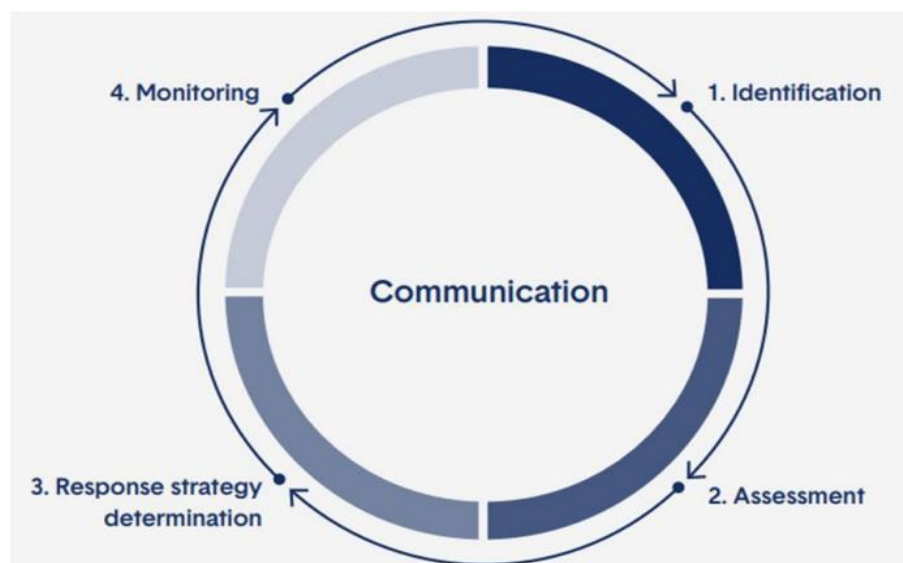 4. Monitoring
1. Identification
Communication
3. Response strategy
determination
2. Assessment